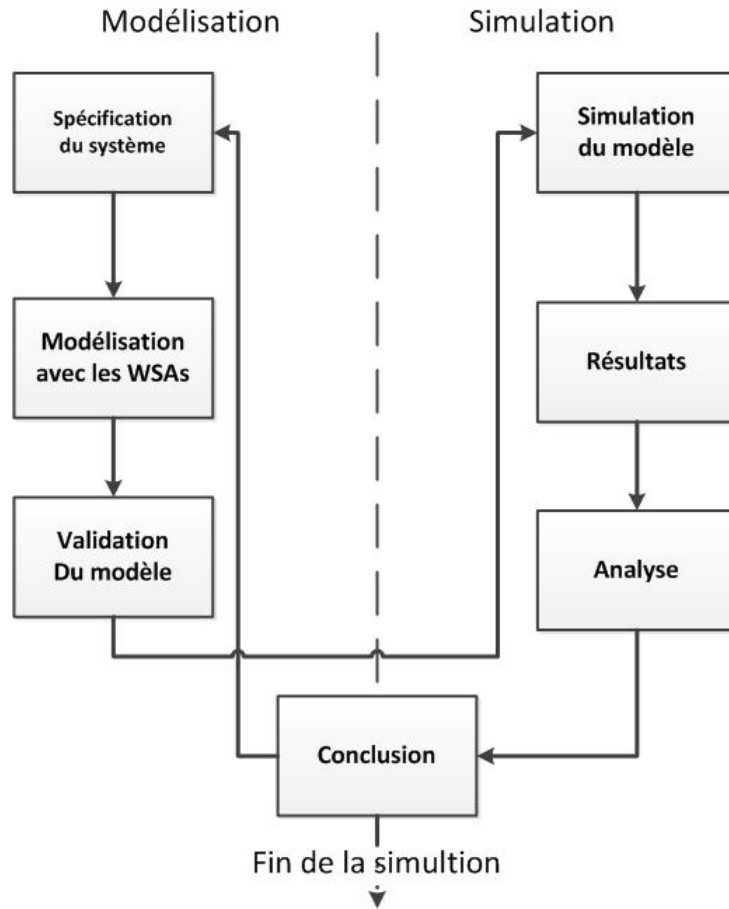 Modélisation
Simulation
Spécification
du système
Modélisation
avec les WSAs
Validation
Du modèle
Simulation
du modèle
Résultats
Analyse
Conclusion
Fin de la simultion